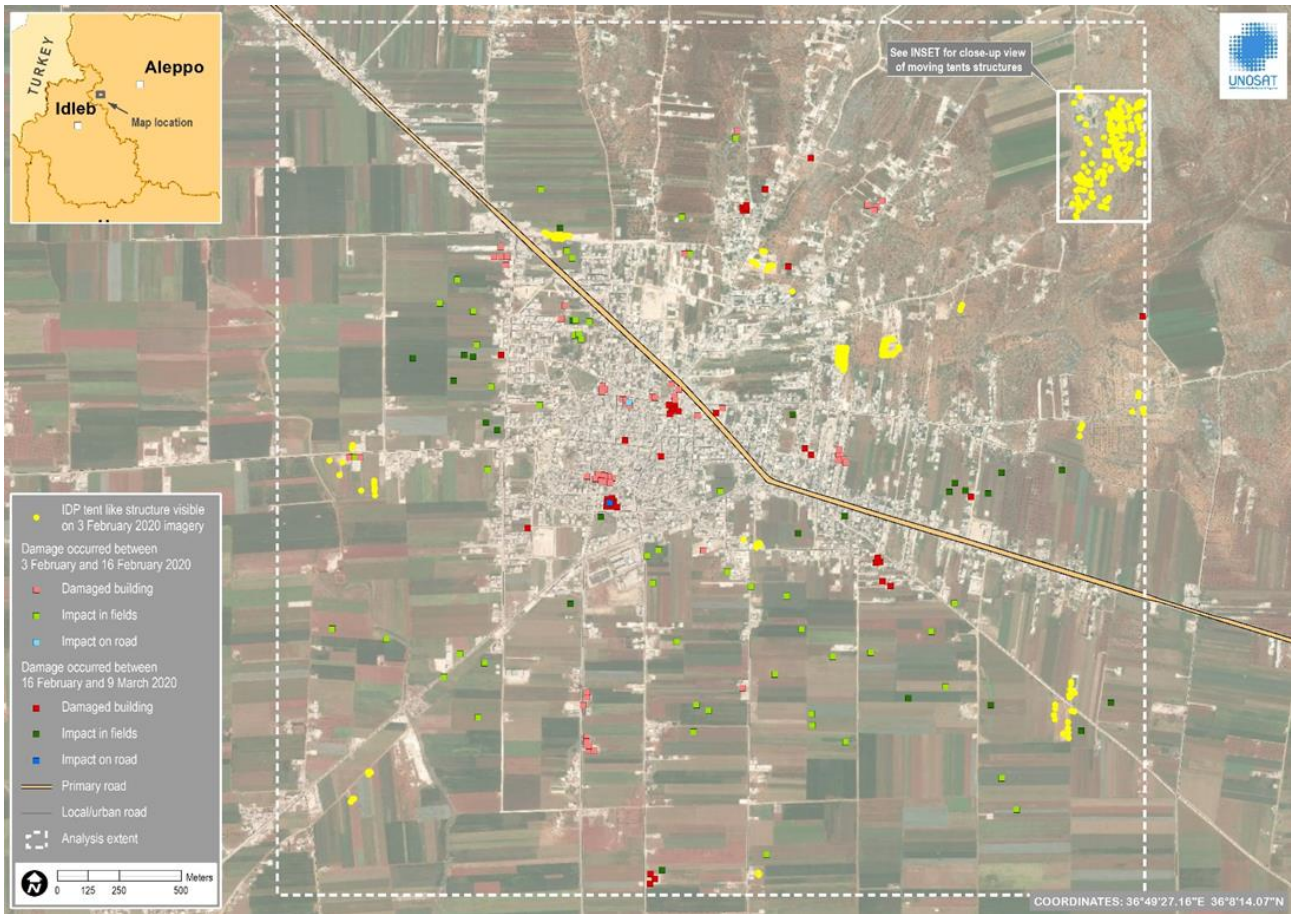 TURKEY
Aleppo
Idleb
Map location
See INSET for close-up view
of moving tents structures
UNOSAT
IDP tent like structure visible
on 3 February 2020 imagery
Damage occurred between
3 February and 16 February 2020
Damaged building
Impact in fields
Impact on road
Damage occurred between
16 February and 9 March 2020
Damaged building
Impact in fields
Impact on road
Primary road
Local/urban road
Analysis extent
N
Meters
0 125 250 500
COORDINATES: 36°49'27.16"E 36°8'14.07"N